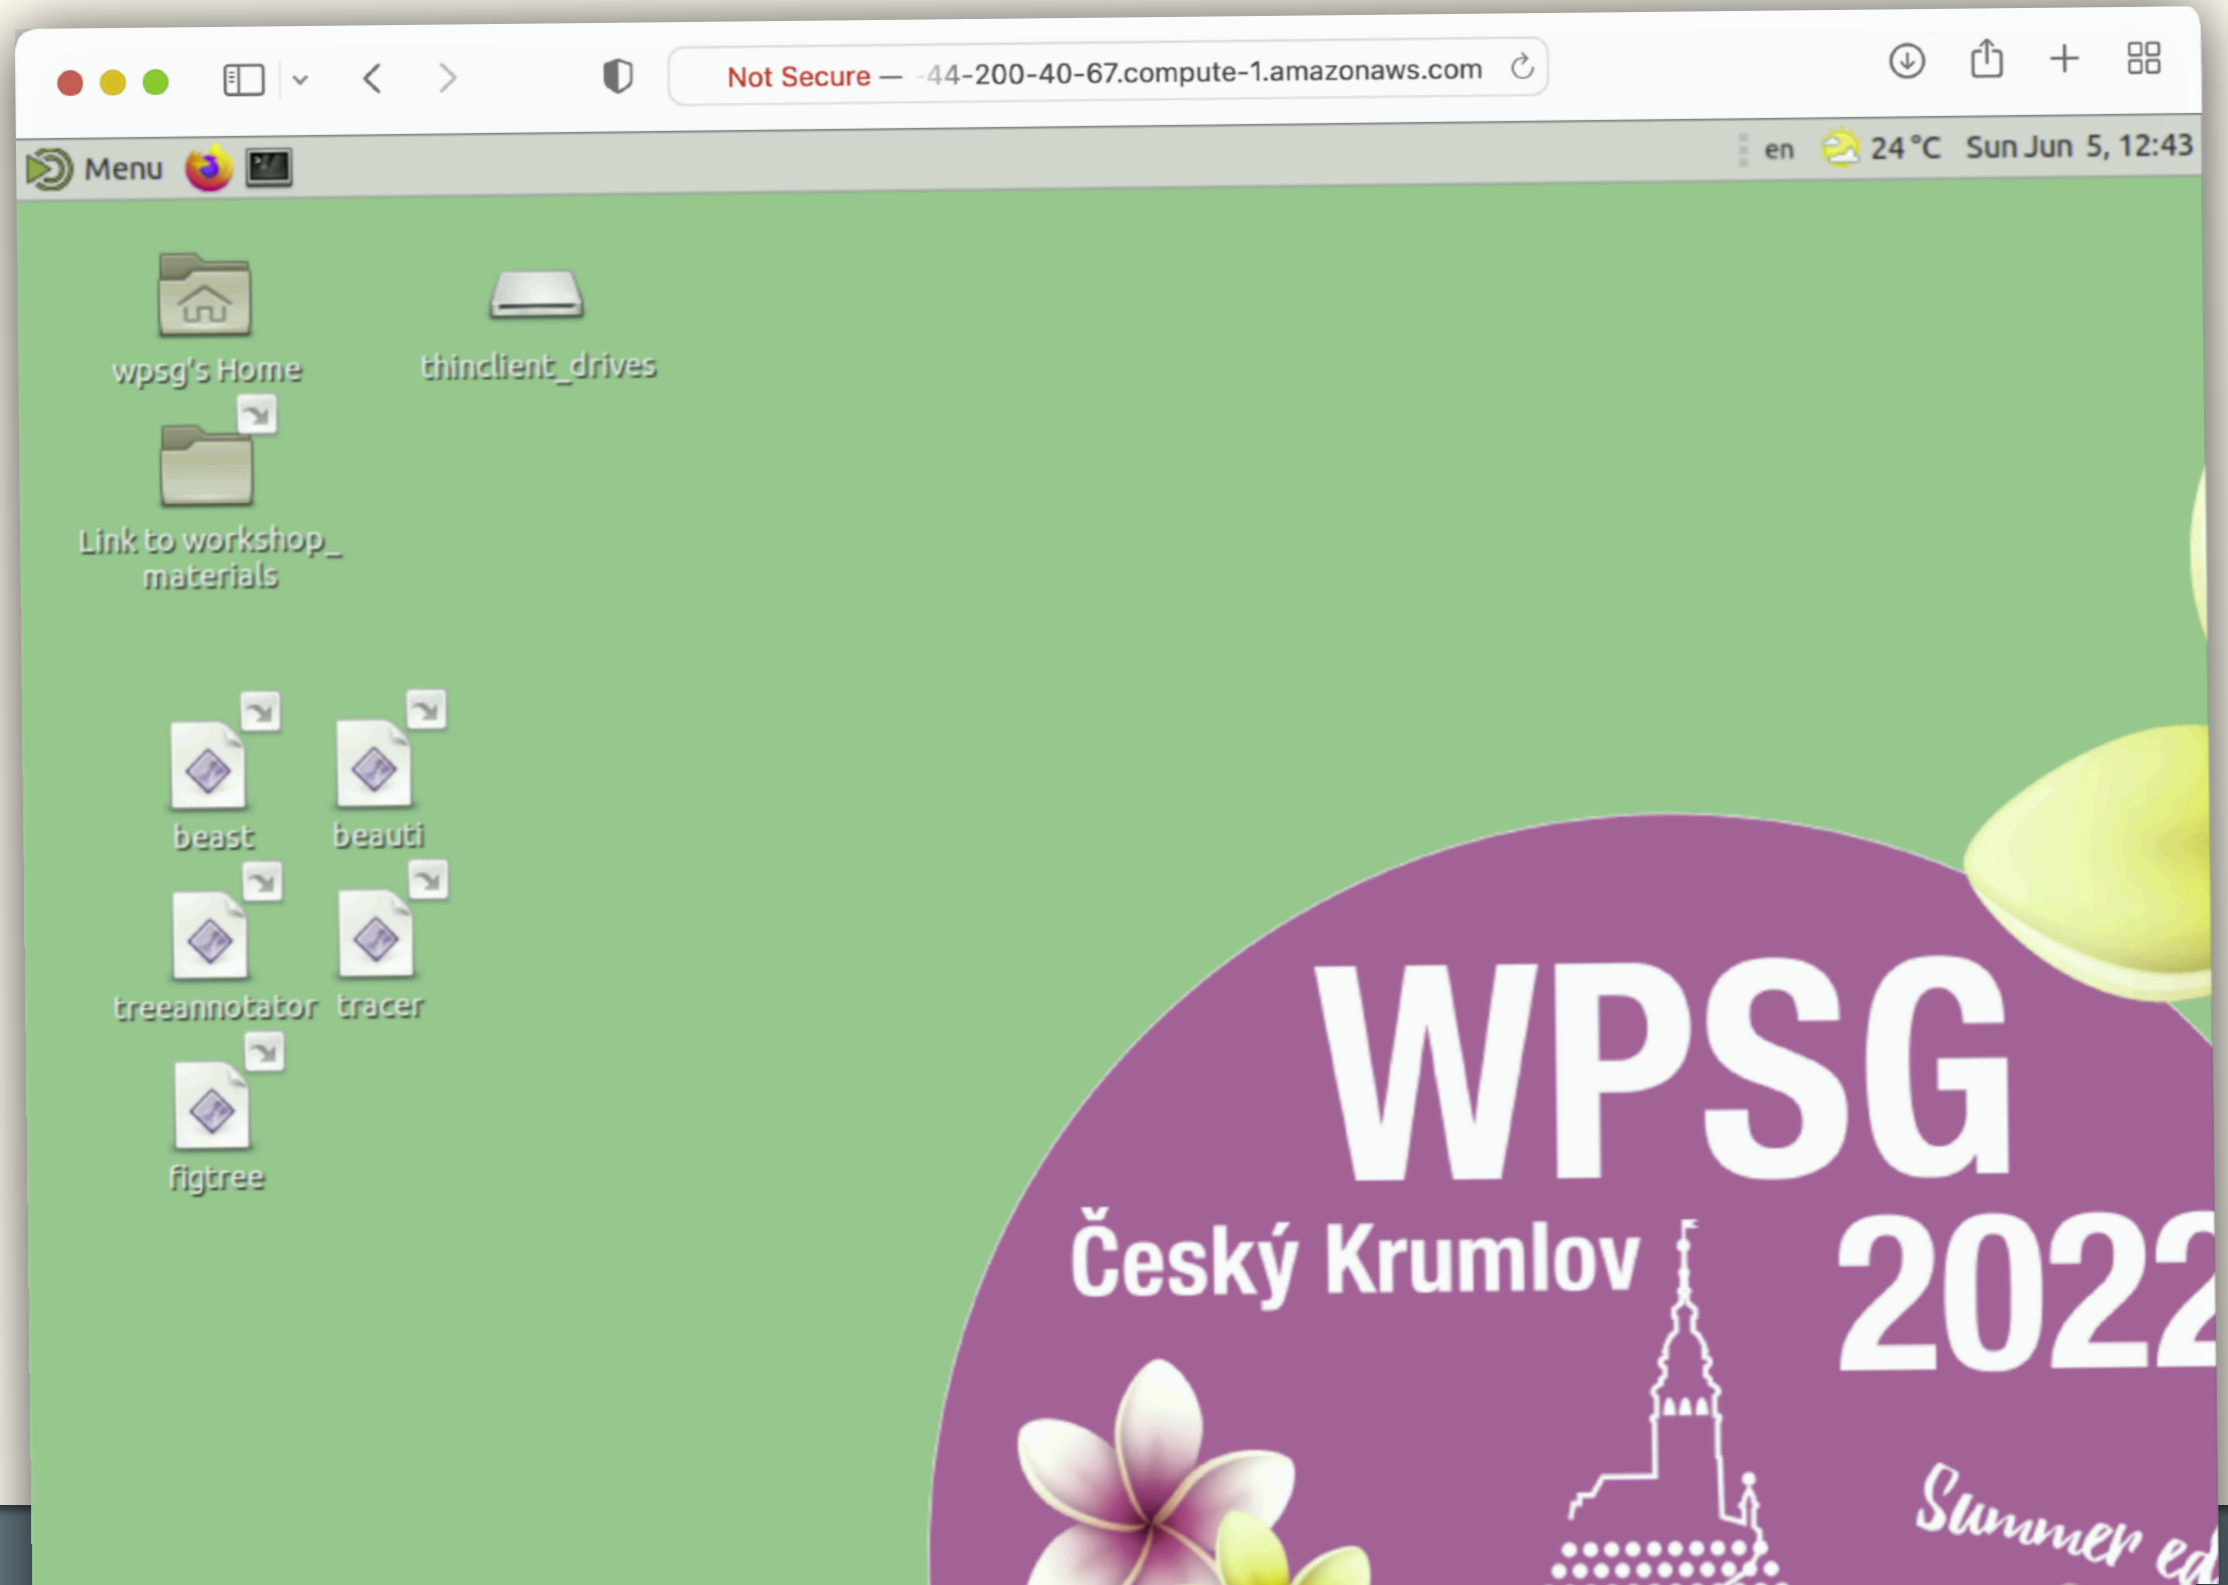 Not Secure — -44-200-40-67.compute-1.amazonaws.com
Menu en 24 °C Sun Jun 5, 12:43
wpsg's Home thinclient_drives
Link to workshop_
materials
beast beauti
treeannotator tracer
figtree
WPSG
Český Krumlov 2022
Summer ed